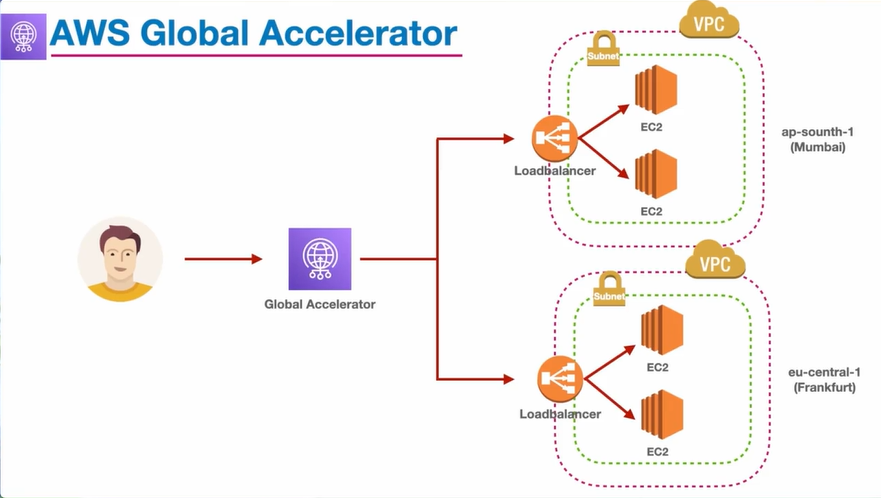 AWS Global Accelerator
VPC
Subnet
EC2
Loadbalancer
EC2
ap-sounth-1
(Mumbai)
Global Accelerator
VPC
Subnet
EC2
Loadbalancer
EC2
eu-central-1
(Frankfurt)